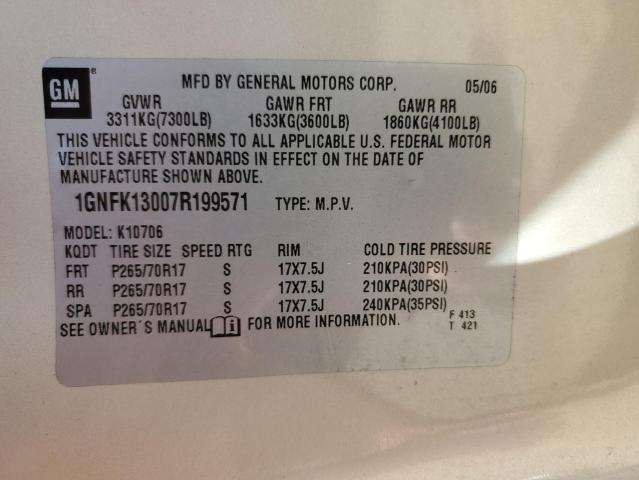 GM ® MFD BY GENERAL MOTORS CORP. 05/06
GVWR GAWR FRT GAWR RR
3311KG(7300LB) 1633KG(3600LB) 1860KG(4100LB)
THIS VEHICLE CONFORMS TO ALL APPLICABLE U.S. FEDERAL MOTOR
VEHICLE SAFETY STANDARDS IN EFFECT ON THE DATE OF
MANUFACTURE SHOWN ABOVE.
1GNFK13007R199571 TYPE: M.P.V.
MODEL: K10706
KQDT TIRE SIZE SPEED RTG RIM COLD TIRE PRESSURE
FRT P265/70R17 S 17X7.5J 210KPA(30PSI)
RR P265/70R17 S 17X7.5J 210KPA(30PSI)
SPA P265/70R17 S 17X7.5J 240KPA(35PSI)
SEE OWNER´S MANUAL i FOR MORE INFORMATION.
F 413
T 421